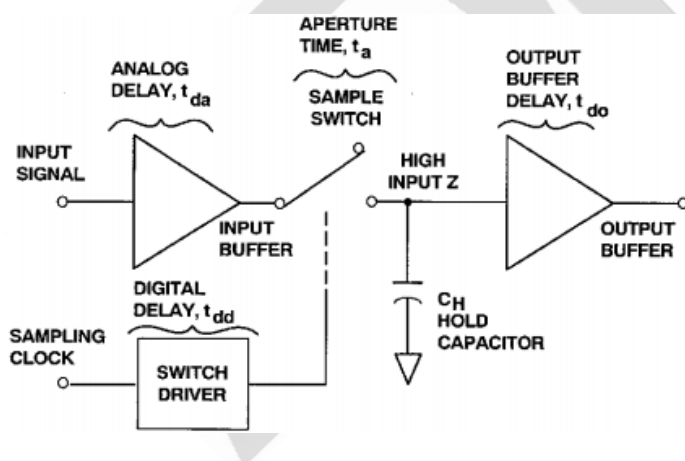 APERTURE
TIME, ta
ANALOG
DELAY, tda
SAMPLE
SWITCH
OUTPUT
BUFFER
DELAY, tdo
INPUT
SIGNAL
HIGH
INPUT Z
INPUT
BUFFER
OUTPUT
BUFFER
DIGITAL
DELAY, tdd
CH
HOLD
CAPACITOR
SAMPLING
CLOCK
SWITCH
DRIVER